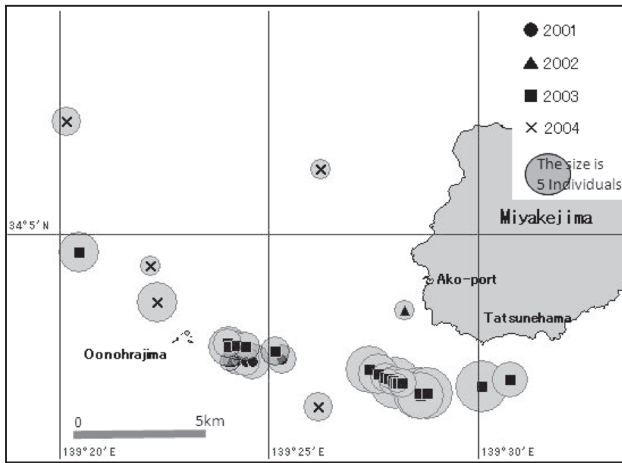 2001
2002
2003
2004
The size is
5 Individuals
34°5′N
Miyakejima
Ako-port
Tatsunehama
Oonohrajima
0 5km
139°20′E 139°25′E 139°30′E